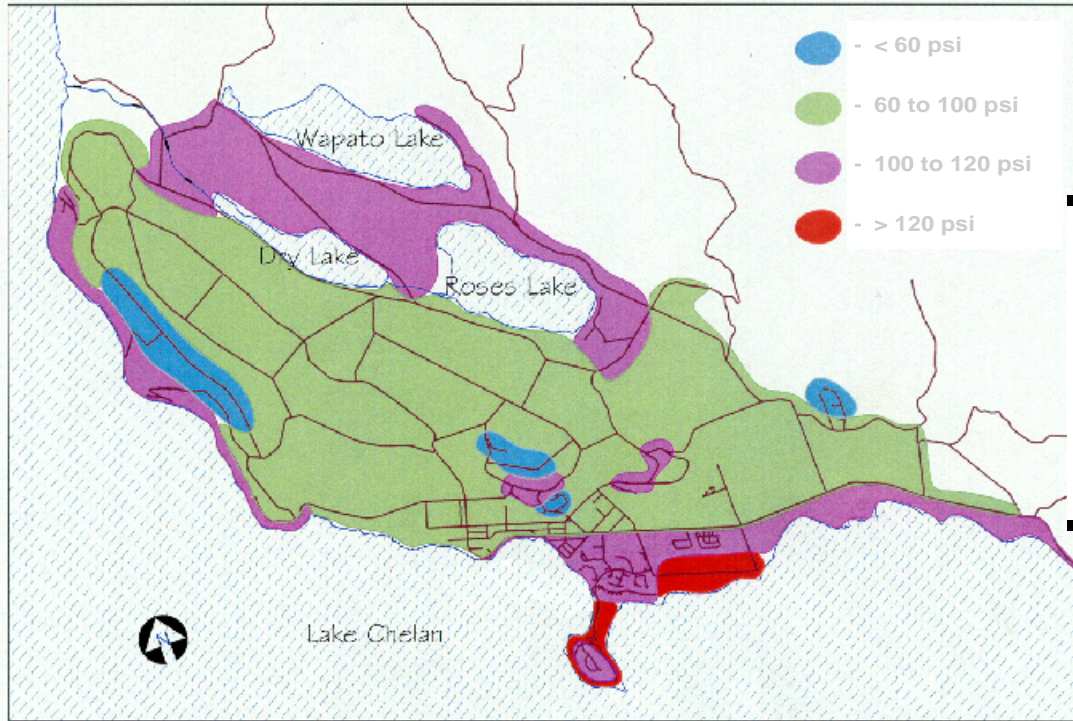 - < 60 psi
- 60 to 100 psi
- 100 to 120 psi
- > 120 psi
Wapato Lake
Dry Lake
Roses Lake
Lake Chelan
N